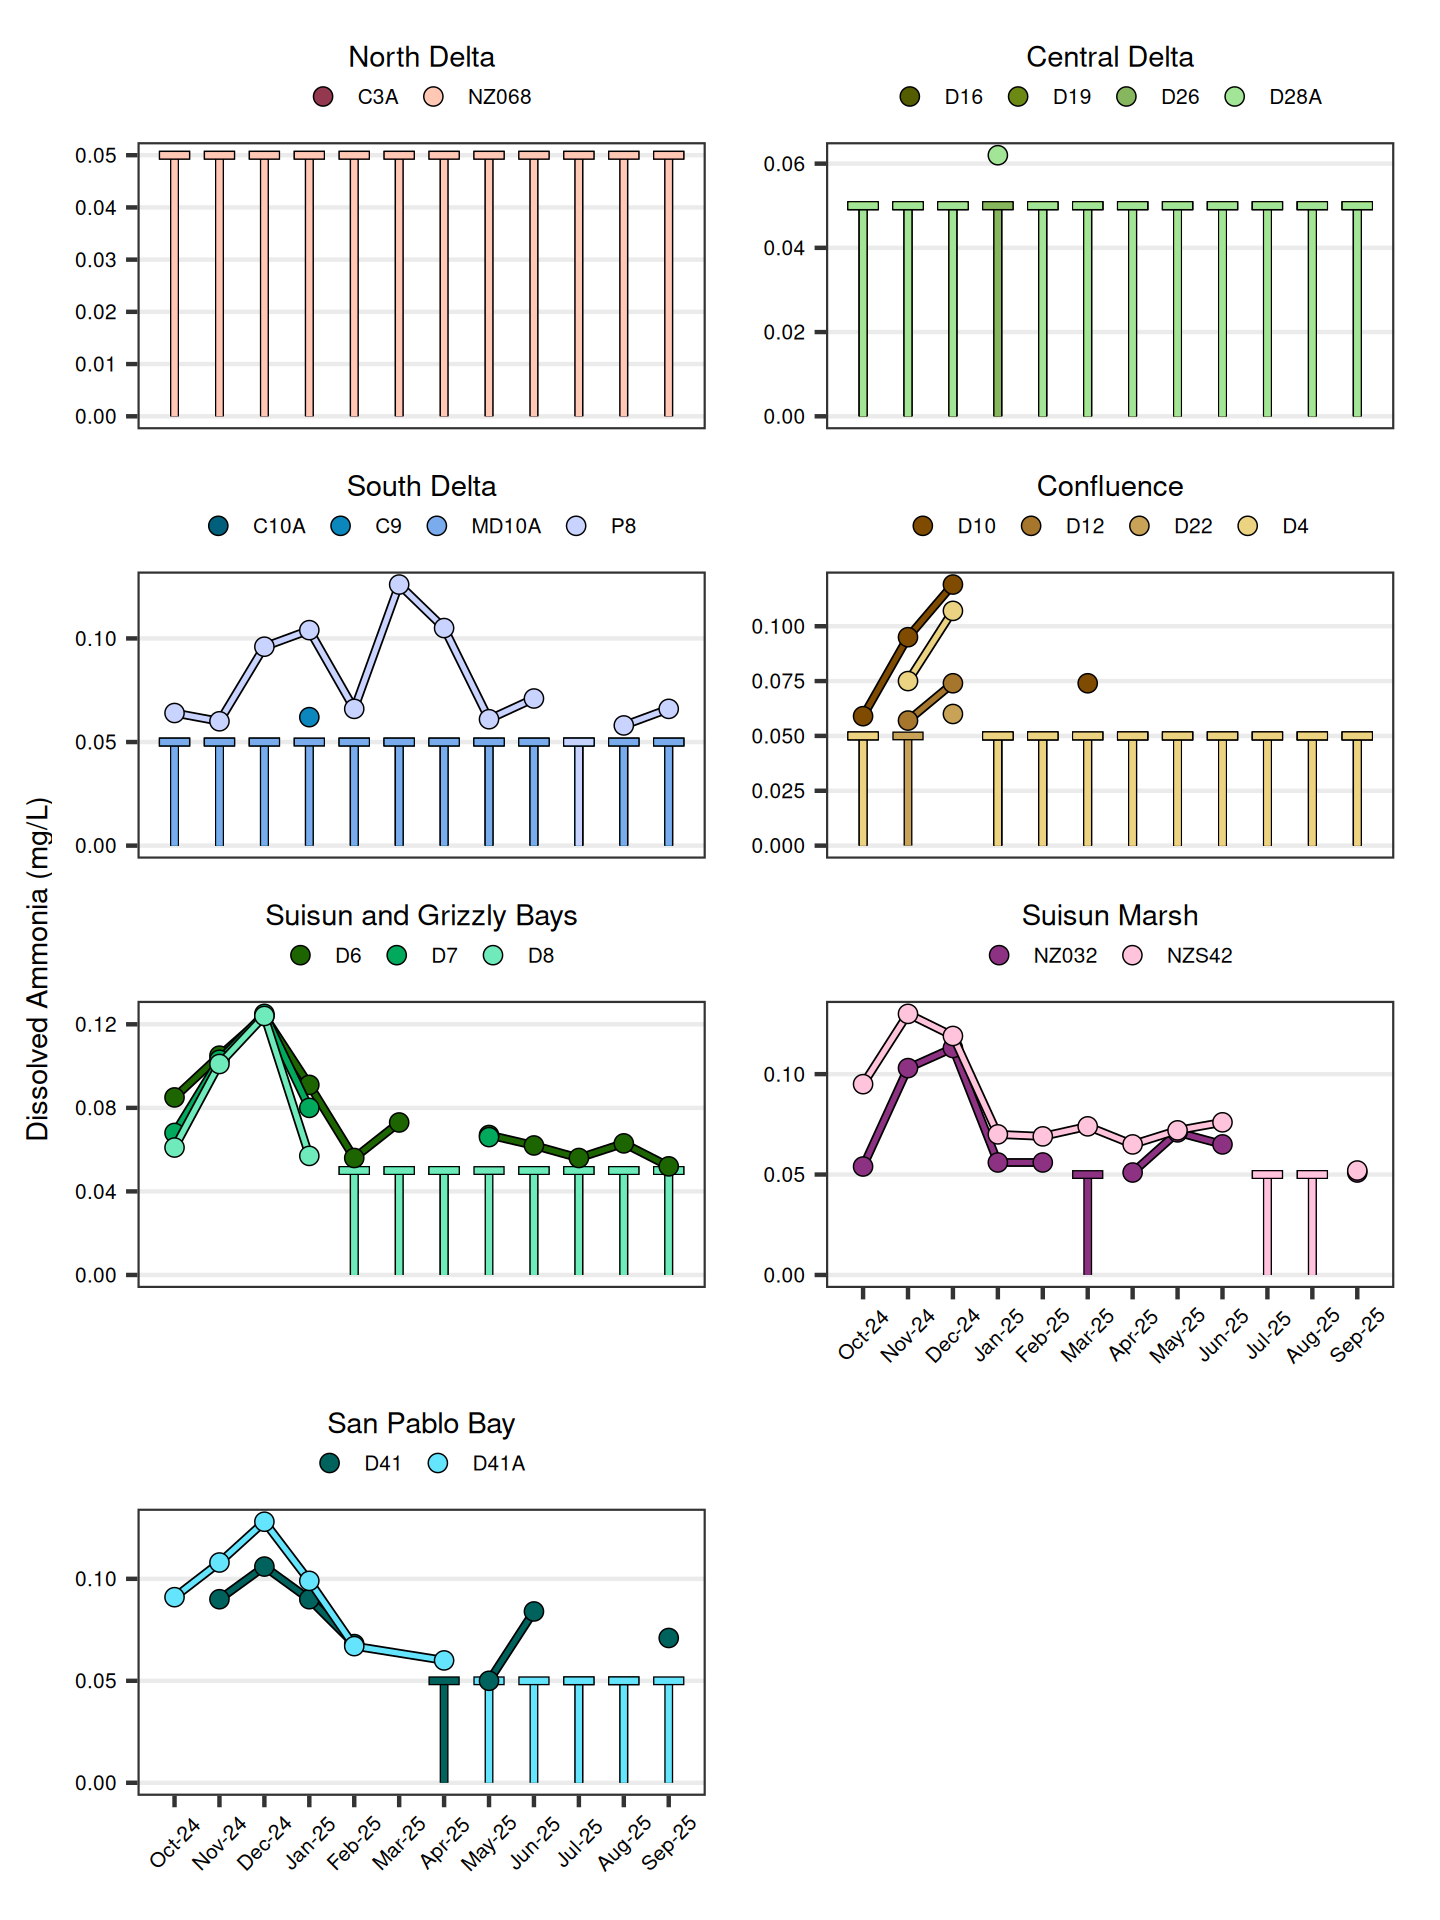 North Delta
C3A NZ068
0.05
0.04
0.03
0.02
0.01
0.00
Central Delta
D16 D19 D26 D28A
0.06
0.04
0.02
0.00
South Delta
C10A C9 MD10A P8
0.10
0.05
0.00
Confluence
D10 D12 D22 D4
0.100
0.075
0.050
0.025
0.000
Dissolved Ammonia (mg/L)
Suisun and Grizzly Bays
D6 D7 D8
0.12
0.08
0.04
0.00
Suisun Marsh
NZ032 NZS42
0.10
0.05
0.00
Oct-24 Nov-24 Dec-24 Jan-25 Feb-25 Mar-25 Apr-25 May-25 Jun-25 Jul-25 Aug-25 Sep-25
San Pablo Bay
D41 D41A
0.10
0.05
0.00
Oct-24 Nov-24 Dec-24 Jan-25 Feb-25 Mar-25 Apr-25 May-25 Jun-25 Jul-25 Aug-25 Sep-25